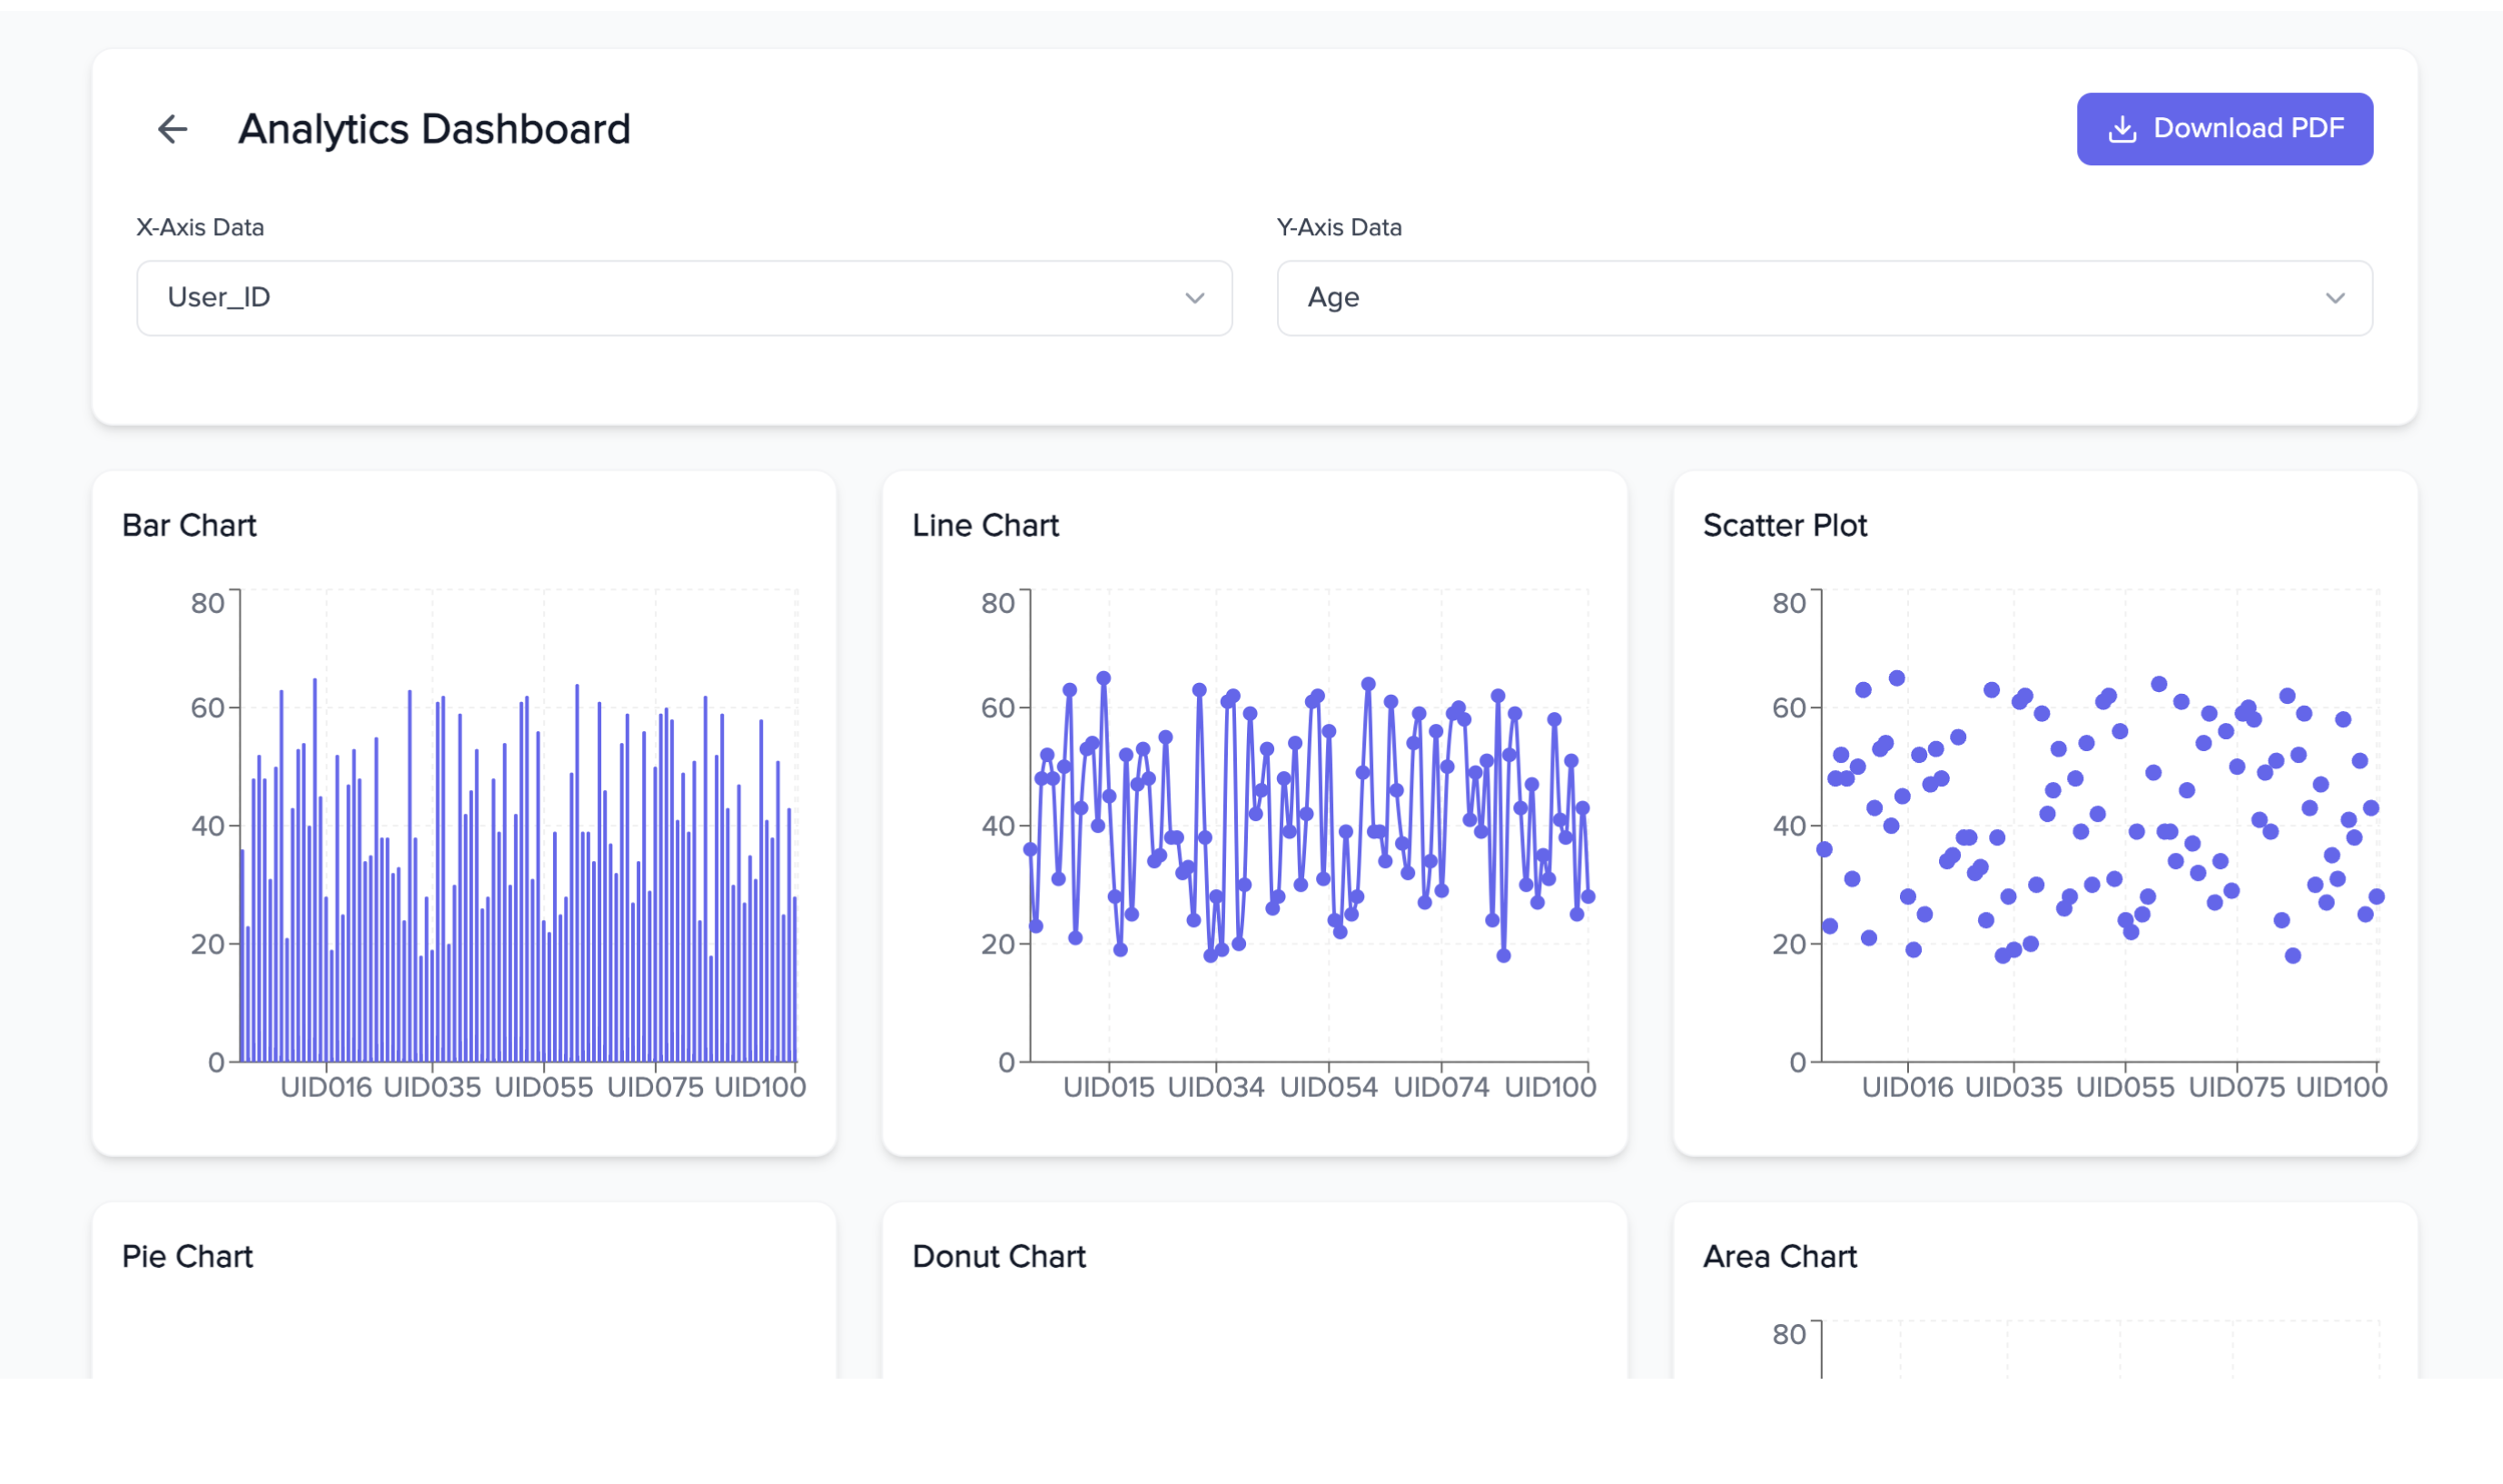 Analytics Dashboard
Download PDF
X-Axis Data
Y-Axis Data
User_ID
Age
Bar Chart
80
60
40
20
0
UID016 UID035 UID055 UID075 UID100
Line Chart
80
60
40
20
0
UID015 UID034 UID054 UID074 UID100
Scatter Plot
80
60
40
20
0
UID016 UID035 UID055 UID075 UID100
Pie Chart
Donut Chart
Area Chart
80